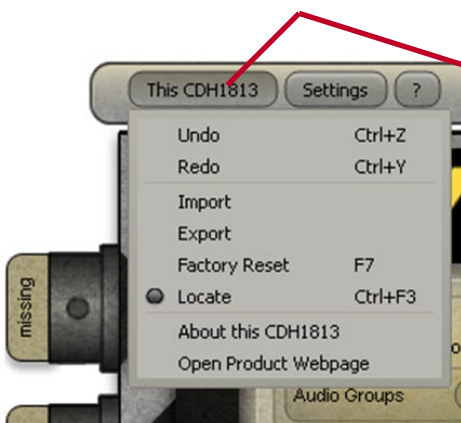 This CDH1813 Settings ?
Undo Ctrl+Z
Redo Ctrl+Y
Import
Export
Factory Reset F7
Locate Ctrl+F3
missing
About this CDH1813
Open Product Webpage
Audio Groups